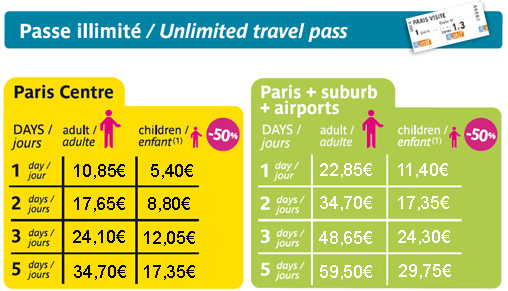 Passe illimité / Unlimited travel pass
PARIS VISITE
1.3
Paris Centre
DAYS / adult / children /
jours adulte enfant(1) -50%
1 day / jour 10,85€ 5,40€
2 days / jours 17,65€ 8,80€
3 days / jours 24,10€ 12,05€
5 days / jours 34,70€ 17,35€
Paris + suburb
+ airports
DAYS / adult / children /
jours adulte enfant(1) -50%
1 day / jour 22,85€ 11,40€
2 days / jours 34,70€ 17,35€
3 days / jours 48,65€ 24,30€
5 days / jours 59,50€ 29,75€